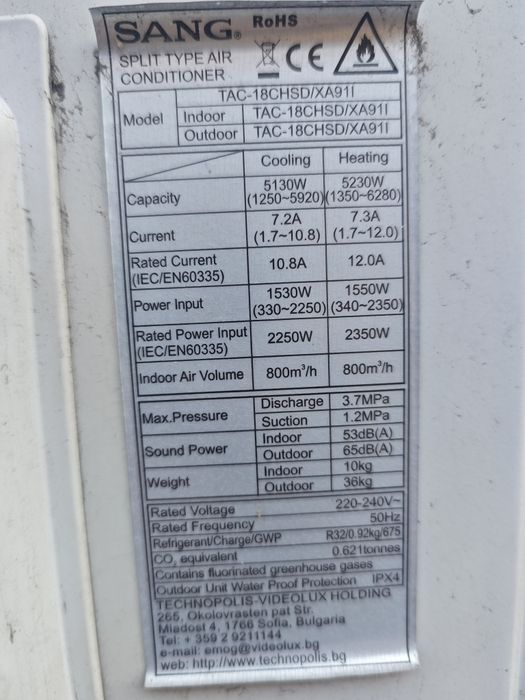 SANG® RoHS
SPLIT TYPE AIR CONDITIONER
CE
Model TAC-18CHSD/XA91I
Indoor TAC-18CHSD/XA91I
Outdoor TAC-18CHSD/XA91I
Cooling Heating
Capacity 5130W (1250~5920) 5230W (1350~6280)
Current 7.2A (1.7~10.8) 7.3A (1.7~12.0)
Rated Current (IEC/EN60335) 10.8A 12.0A
Power Input 1530W (330~2250) 1550W (340~2350)
Rated Power Input (IEC/EN60335) 2250W 2350W
Indoor Air Volume 800m³/h 800m³/h
Max.Pressure Discharge 3.7MPa
Suction 1.2MPa
Sound Power Indoor 53dB(A)
Outdoor 65dB(A)
Weight Indoor 10kg
Outdoor 36kg
Rated Voltage 220-240V~
Rated Frequency 50Hz
Refrigerant/Charge/GWP R32/0.92kg/675
CO₂ equivalent 0.621tonnes
Contains fluorinated greenhouse gases
Outdoor Unit Water Proof Protection IPX4
TECHNOPOLIS-VIDEOLUX HOLDING
265, Okolovrasten pat Str.
Mladost 4, 1766 Sofia, Bulgaria
Tel: + 359 2 9211144
e-mail: emog@videolux.bg
web: http://www.technopolis.bg